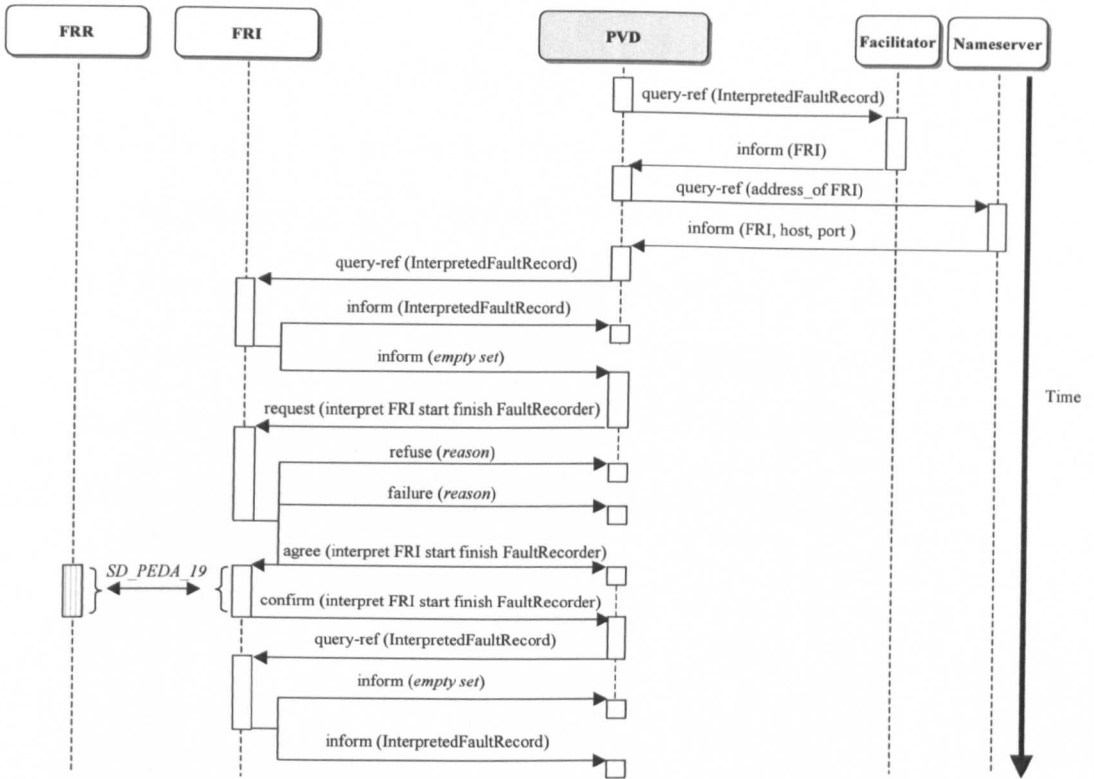 FRR
FRI
PVD
Facilitator
Nameserver
query-ref (InterpretedFaultRecord)
inform (FRI)
query-ref (address_of FRI)
inform (FRI, host, port )
query-ref (InterpretedFaultRecord)
inform (InterpretedFaultRecord)
inform (empty set)
Time
request (interpret FRI start finish FaultRecorder)
refuse (reason)
failure (reason)
agree (interpret FRI start finish FaultRecorder)
SD_PEDA_19
confirm (interpret FRI start finish FaultRecorder)
query-ref (InterpretedFaultRecord)
inform (empty set)
inform (InterpretedFaultRecord)